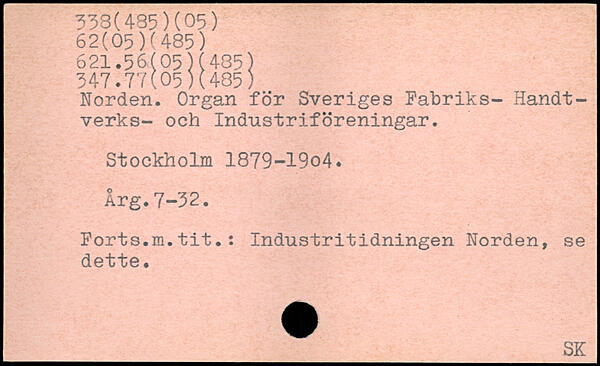 338(485)(05)
62(05)(485)
621.56(05)(485)
347.77(05)(485)
Norden. Organ för Sveriges Fabriks- Handt-
verks- och Industriföreningar.
Stockholm 1879-19o4.
Årg.7-32.
Forts.m.tit.: Industritidningen Norden, se
dette.
SK